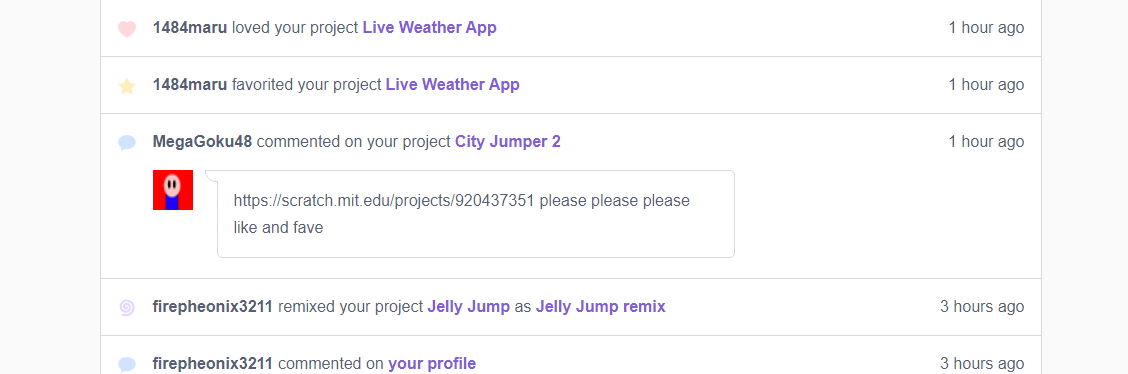 1484maru loved your project Live Weather App 1 hour ago
1484maru favorited your project Live Weather App 1 hour ago
MegaGoku48 commented on your project City Jumper 2 1 hour ago
https://scratch.mit.edu/projects/920437351 please please please
like and fave
firepheonix3211 remixed your project Jelly Jump as Jelly Jump remix 3 hours ago
firepheonix3211 commented on your profile 3 hours ago